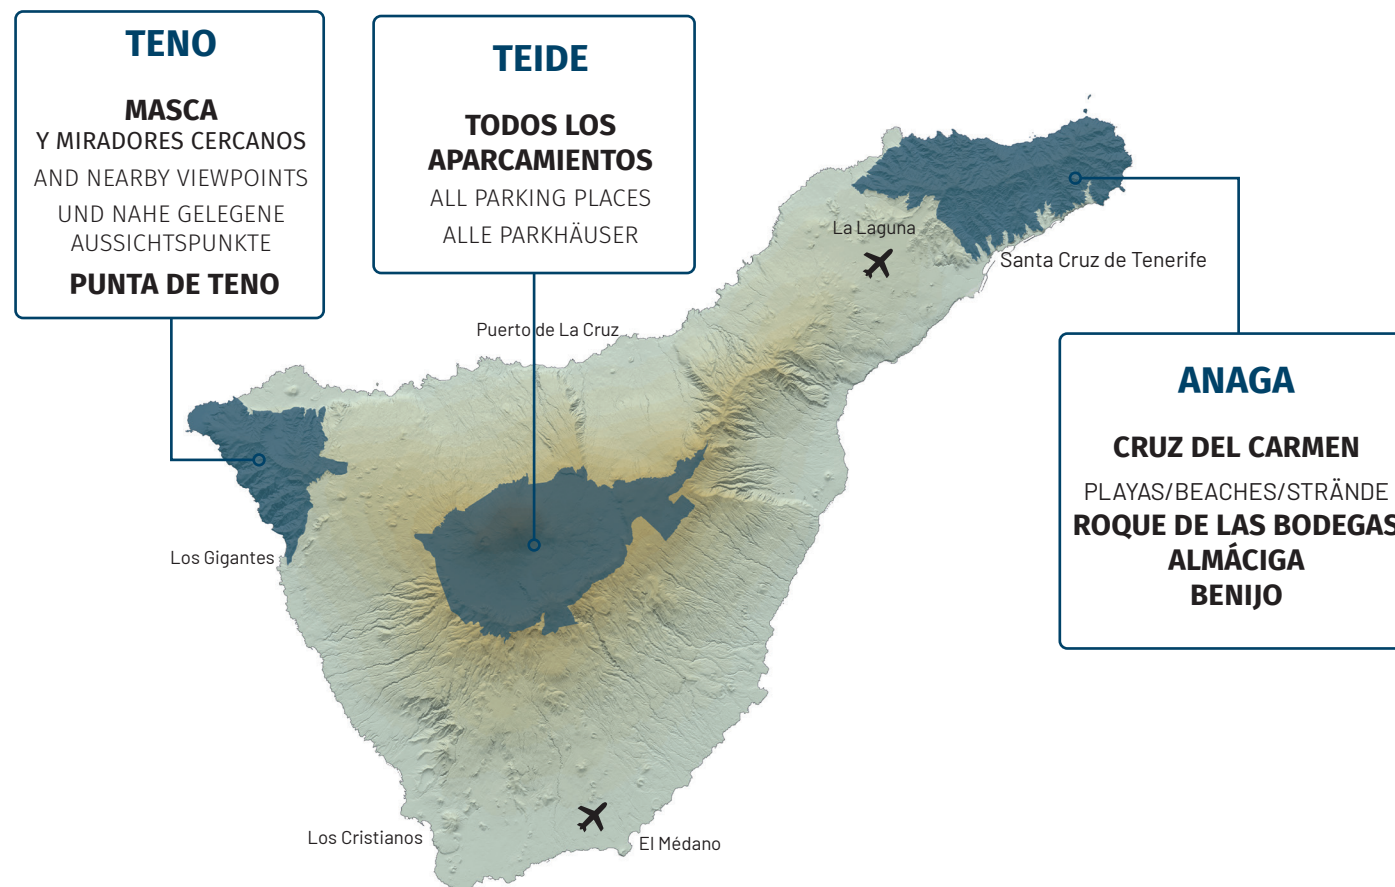 TENO
MASCA
Y MIRADORES CERCANOS
AND NEARBY VIEWPOINTS
UND NAHE GELEGENE
AUSSICHTSPUNKTE
PUNTA DE TENO
TEIDE
TODOS LOS
APARCAMIENTOS
ALL PARKING PLACES
ALLE PARKHÄUSER
La Laguna
Santa Cruz de Tenerife
Puerto de La Cruz
ANAGA
CRUZ DEL CARMEN
PLAYAS/BEACHES/STRÄNDE
ROQUE DE LAS BODEGAS
ALMÁCIGA
BENIJO
Los Gigantes
Los Cristianos
El Médano